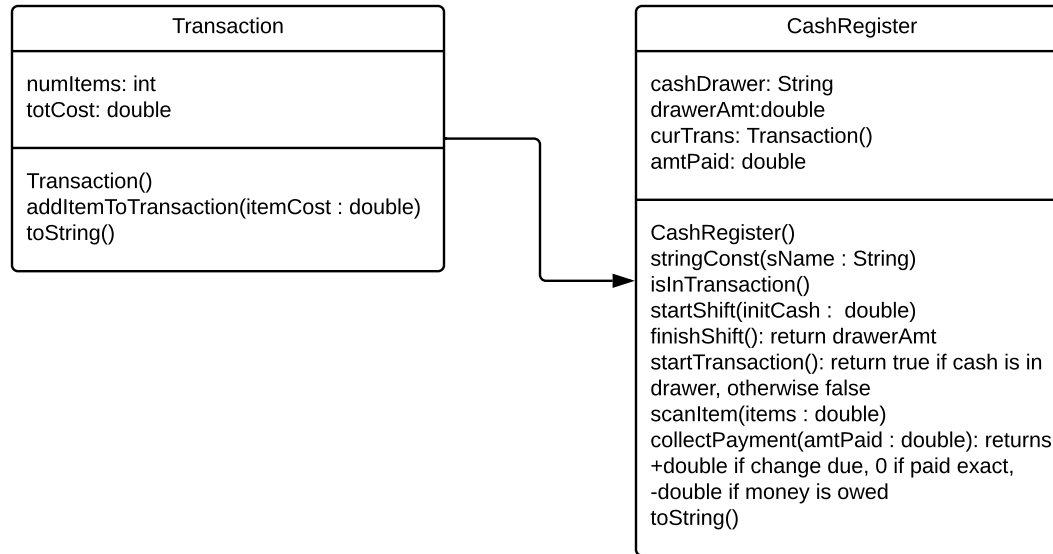 Transaction
numItems: int
totCost: double
Transaction()
addItemToTransaction(itemCost : double)
toString()
CashRegister
cashDrawer: String
drawerAmt:double
curTrans: Transaction()
amtPaid: double
CashRegister()
stringConst(sName : String)
isInTransaction()
startShift(initCash :  double)
finishShift(): return drawerAmt
startTransaction(): return true if cash is in
drawer, otherwise false
scanItem(items : double)
collectPayment(amtPaid : double): returns
+double if change due, 0 if paid exact,
-double if money is owed
toString()